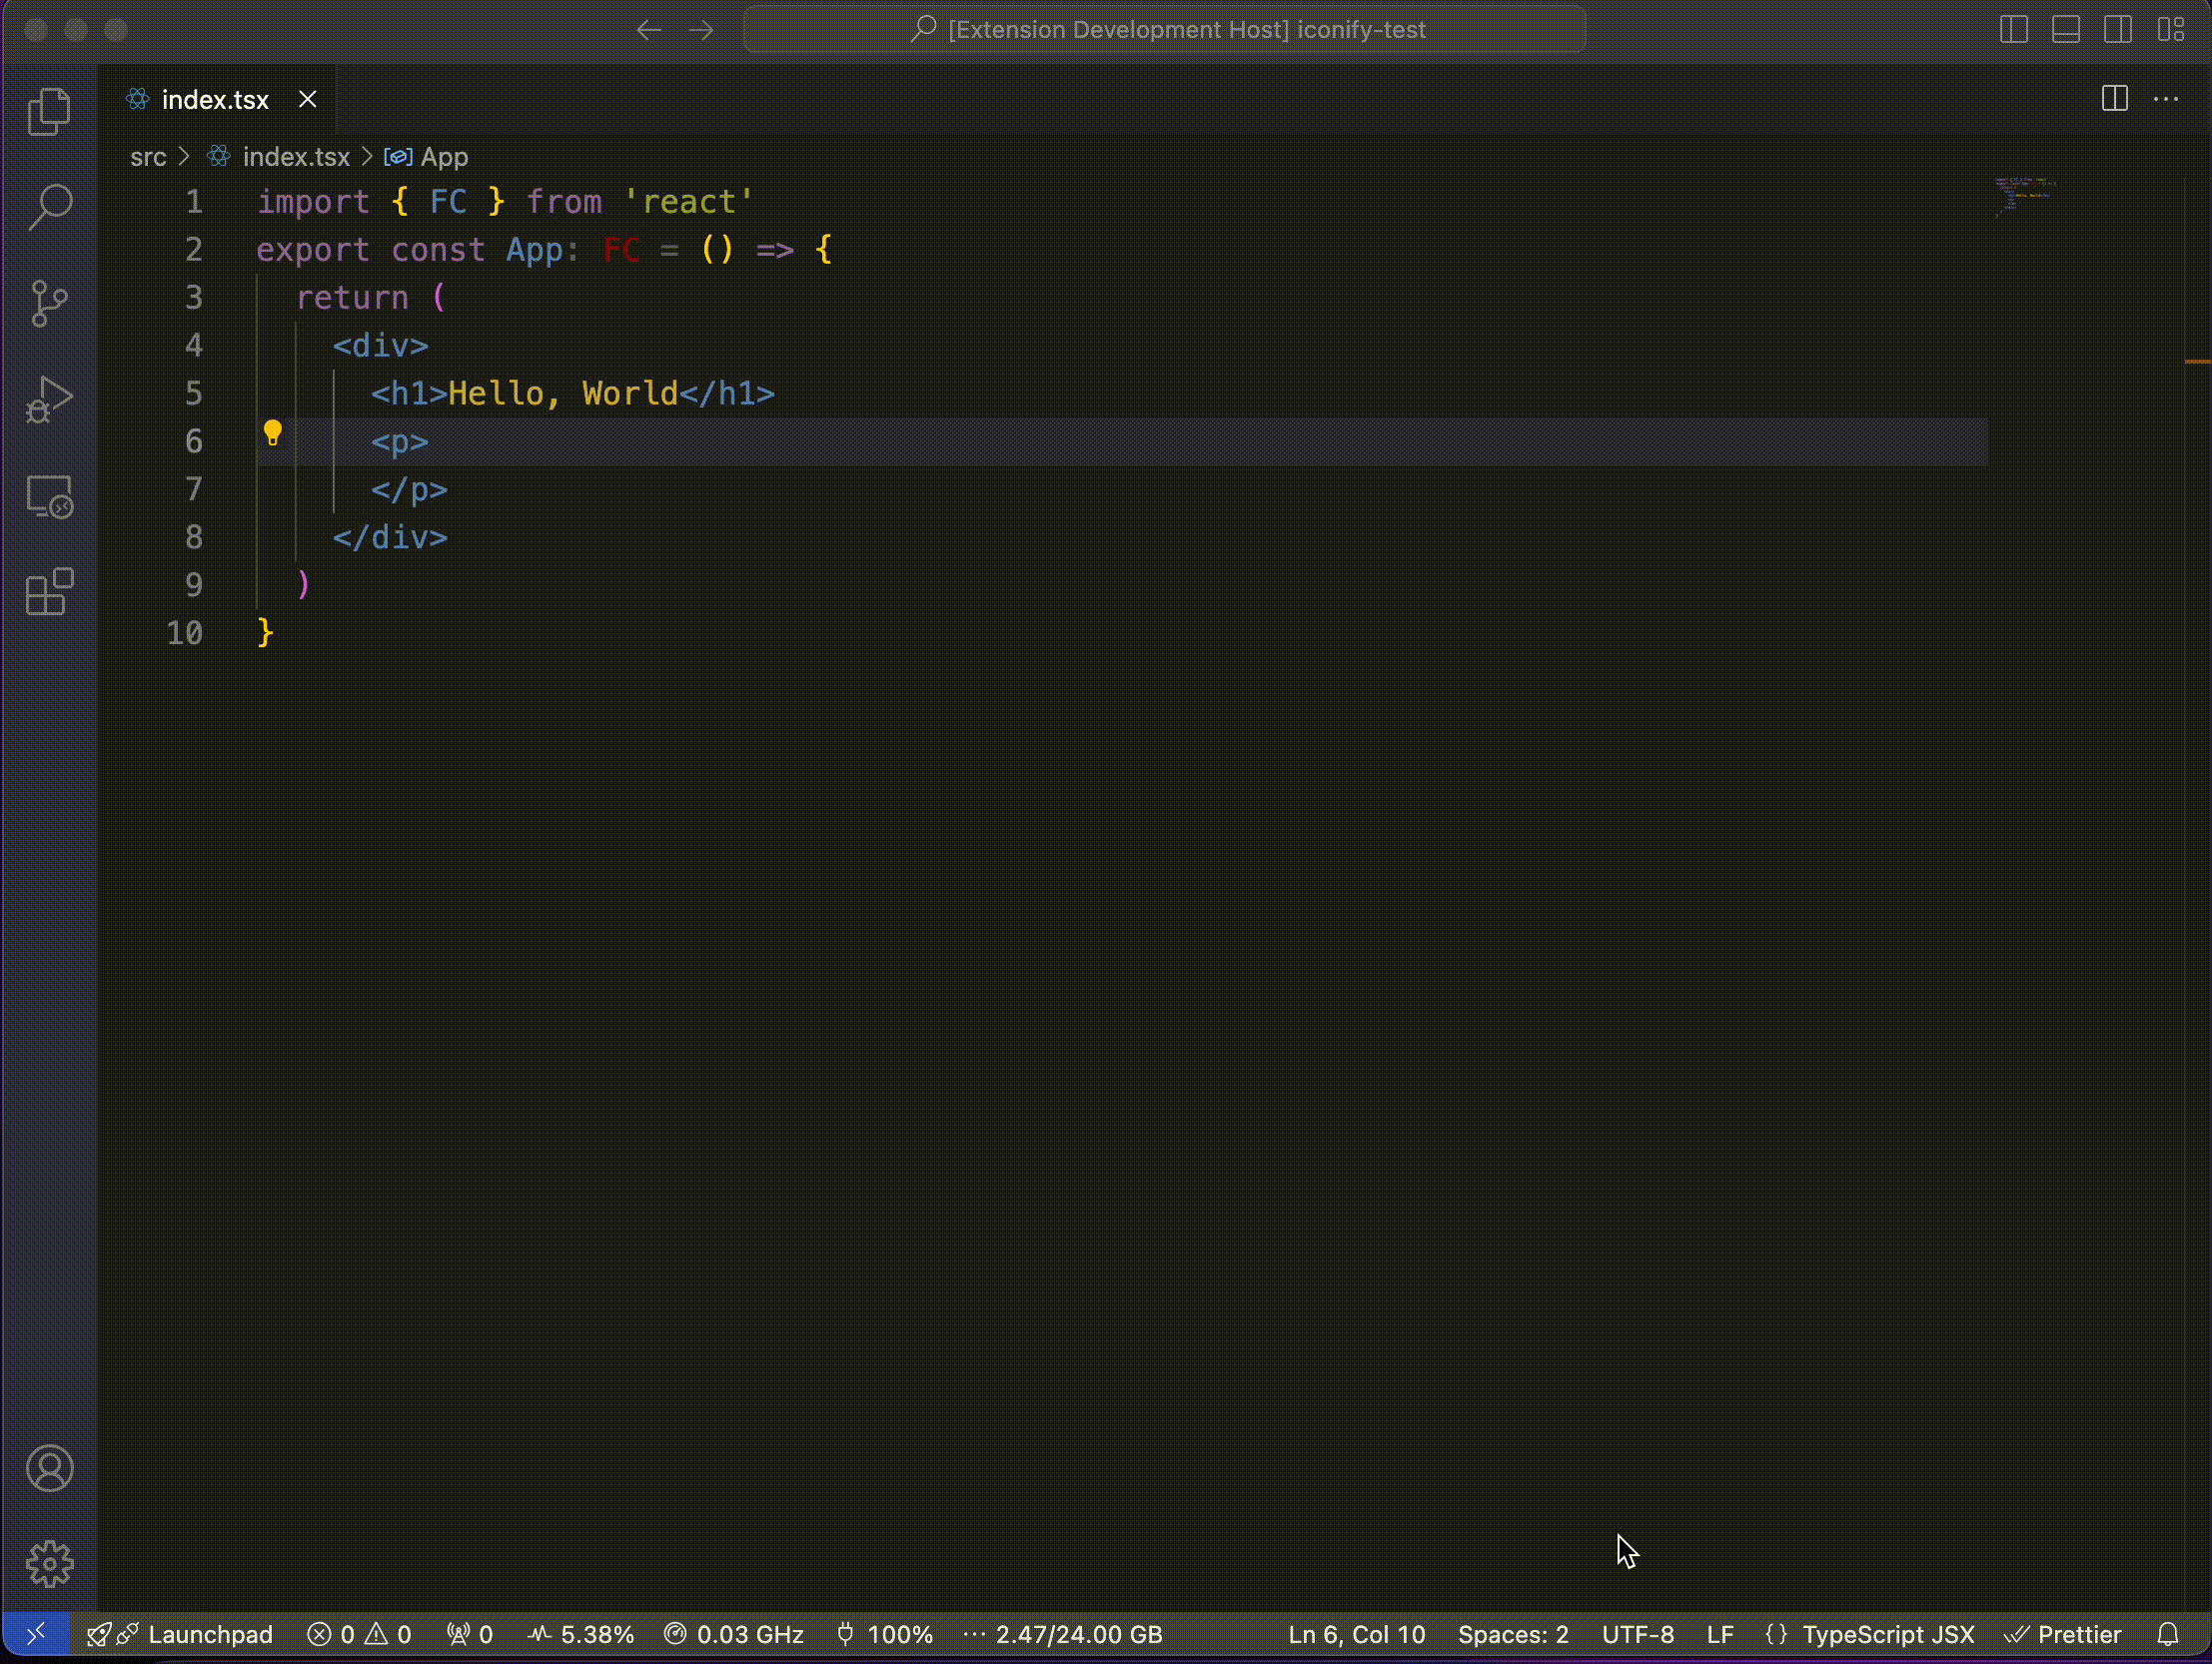 [Extension Development Host] iconify-test
index.tsx
src > index.tsx > App
1 import { FC } from 'react'
2 export const App: FC = () => {
3 return (
4 <div>
5 <h1>Hello, World</h1>
6 <p>
7 </p>
8 </div>
9 )
10 }
Launchpad 0 0 0 5.38% 0.03 GHz 100% ··· 2.47/24.00 GB Ln 6, Col 10 Spaces: 2 UTF-8 LF {} TypeScript JSX Prettier